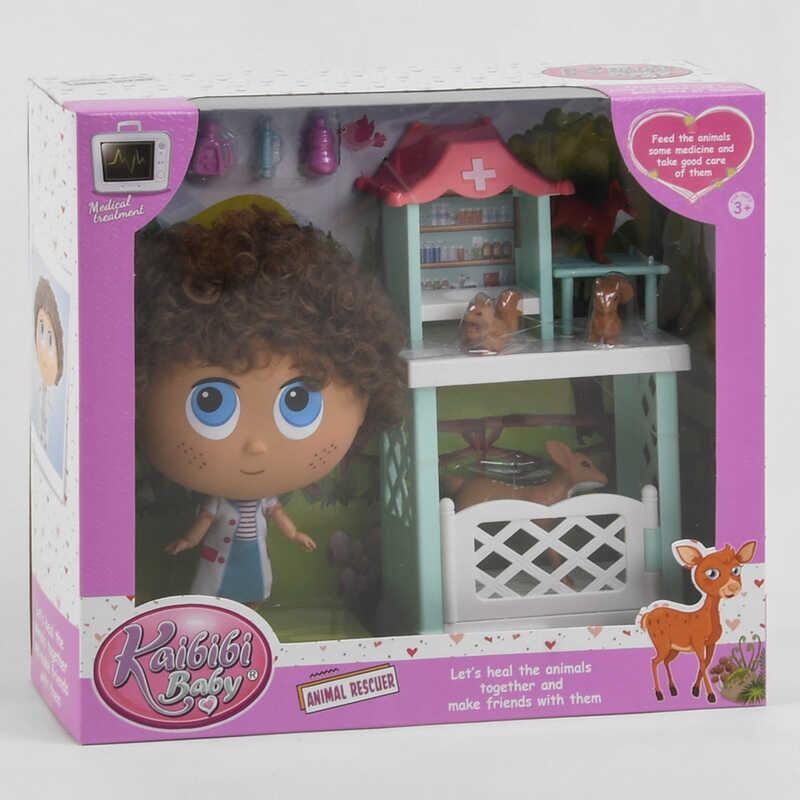 Feed the animals
some medicine and
take good care
of them
3+
Medical
treatment
Kaibibi
Baby®
ANIMAL RESCUER
Let's heal the animals
together and
make friends with them